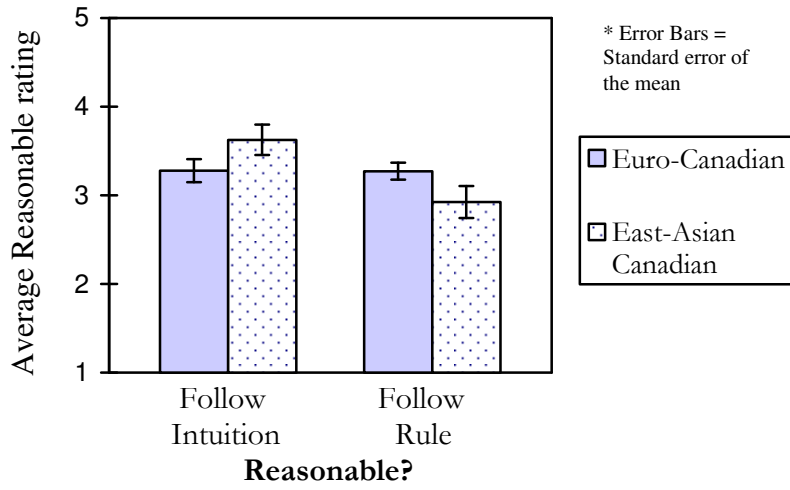 * Error Bars =
Standard error of
the mean
Average Reasonable rating
5
4
3
2
1
Euro-Canadian
East-Asian
Canadian
Follow
Intuition
Follow
Rule
Reasonable?